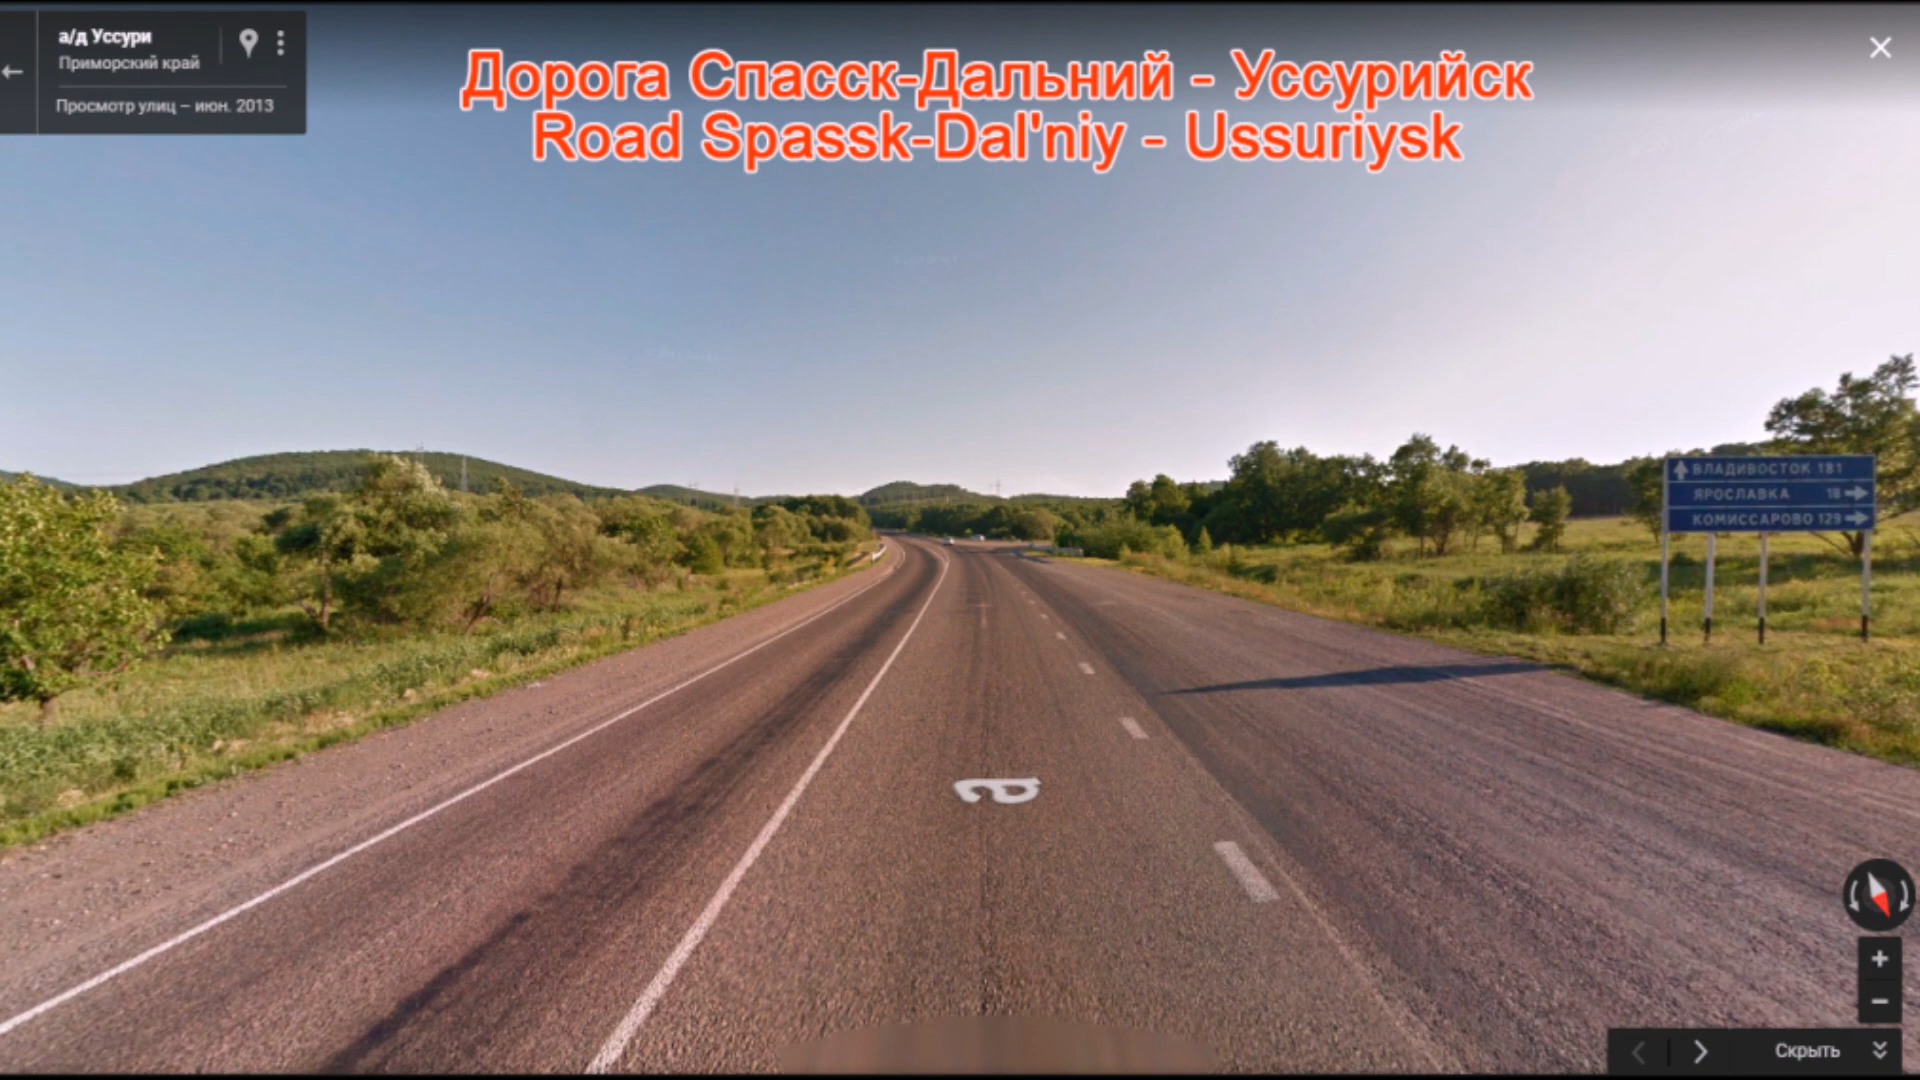 а/д Уссури
Приморский край
Просмотр улиц – июн. 2013
Дорога Спасск-Дальний - Уссурийск
Road Spassk-Dal'niy - Ussuriysk
ВЛАДИВОСТОК 181
ЯРОСЛАВКА 18
КОМИССАРОВО 129
Скрыть